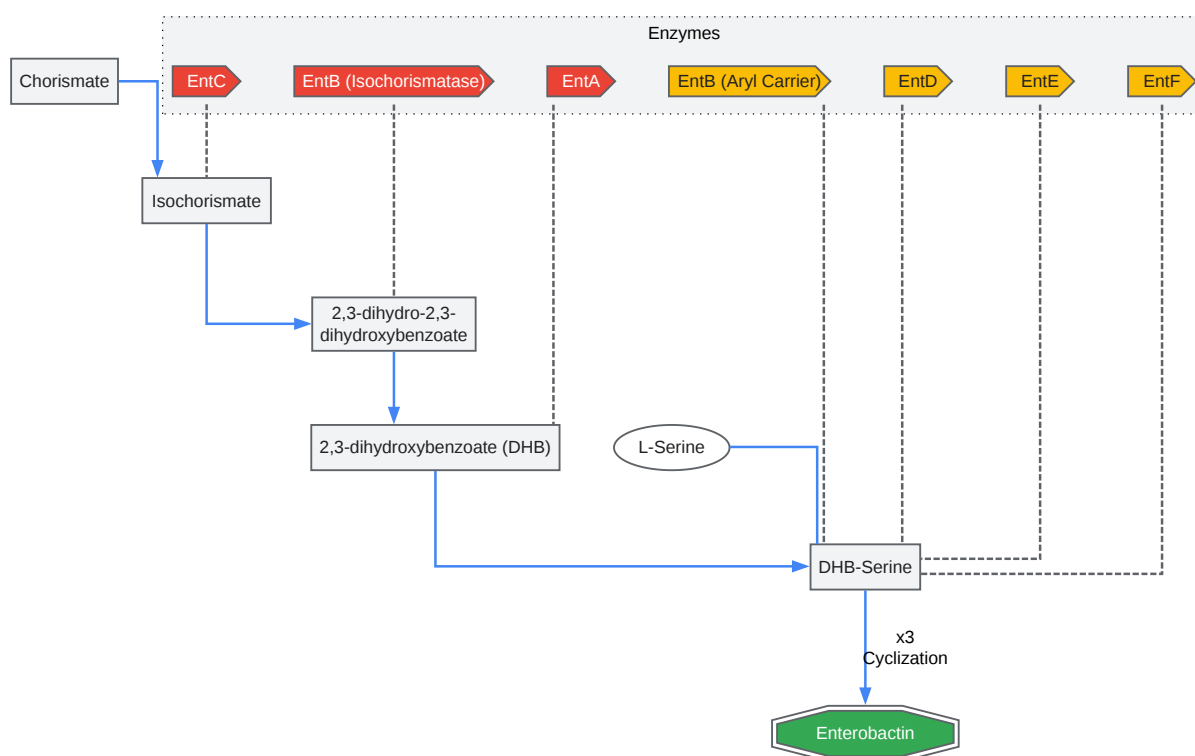 Enzymes
Chorismate
EntC
EntB (Isochorismatase)
EntA
EntB (Aryl Carrier)
EntD
EntE
EntF
Isochorismate
2,3-dihydro-2,3-
dihydroxybenzoate
2,3-dihydroxybenzoate (DHB)
L-Serine
DHB-Serine
x3
Cyclization
Enterobactin